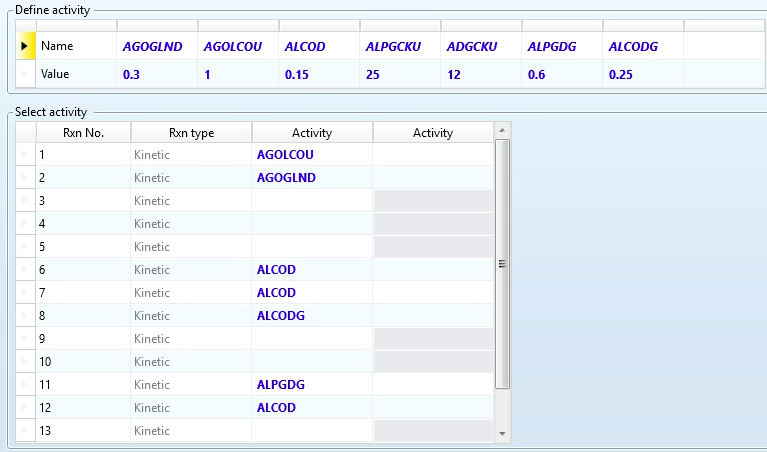 Define activity
Name AGOGLND AGOLCOU ALCOD ALPGCKU ADGCKU ALPGDG ALCODG
Value 0.3 1 0.15 25 12 0.6 0.25
Select activity
Rxn No. Rxn type Activity Activity
1 Kinetic AGOLCOU
2 Kinetic AGOGLND
3 Kinetic
4 Kinetic
5 Kinetic
6 Kinetic ALCOD
7 Kinetic ALCOD
8 Kinetic ALCODG
9 Kinetic
10 Kinetic
11 Kinetic ALPGDG
12 Kinetic ALCOD
13 Kinetic